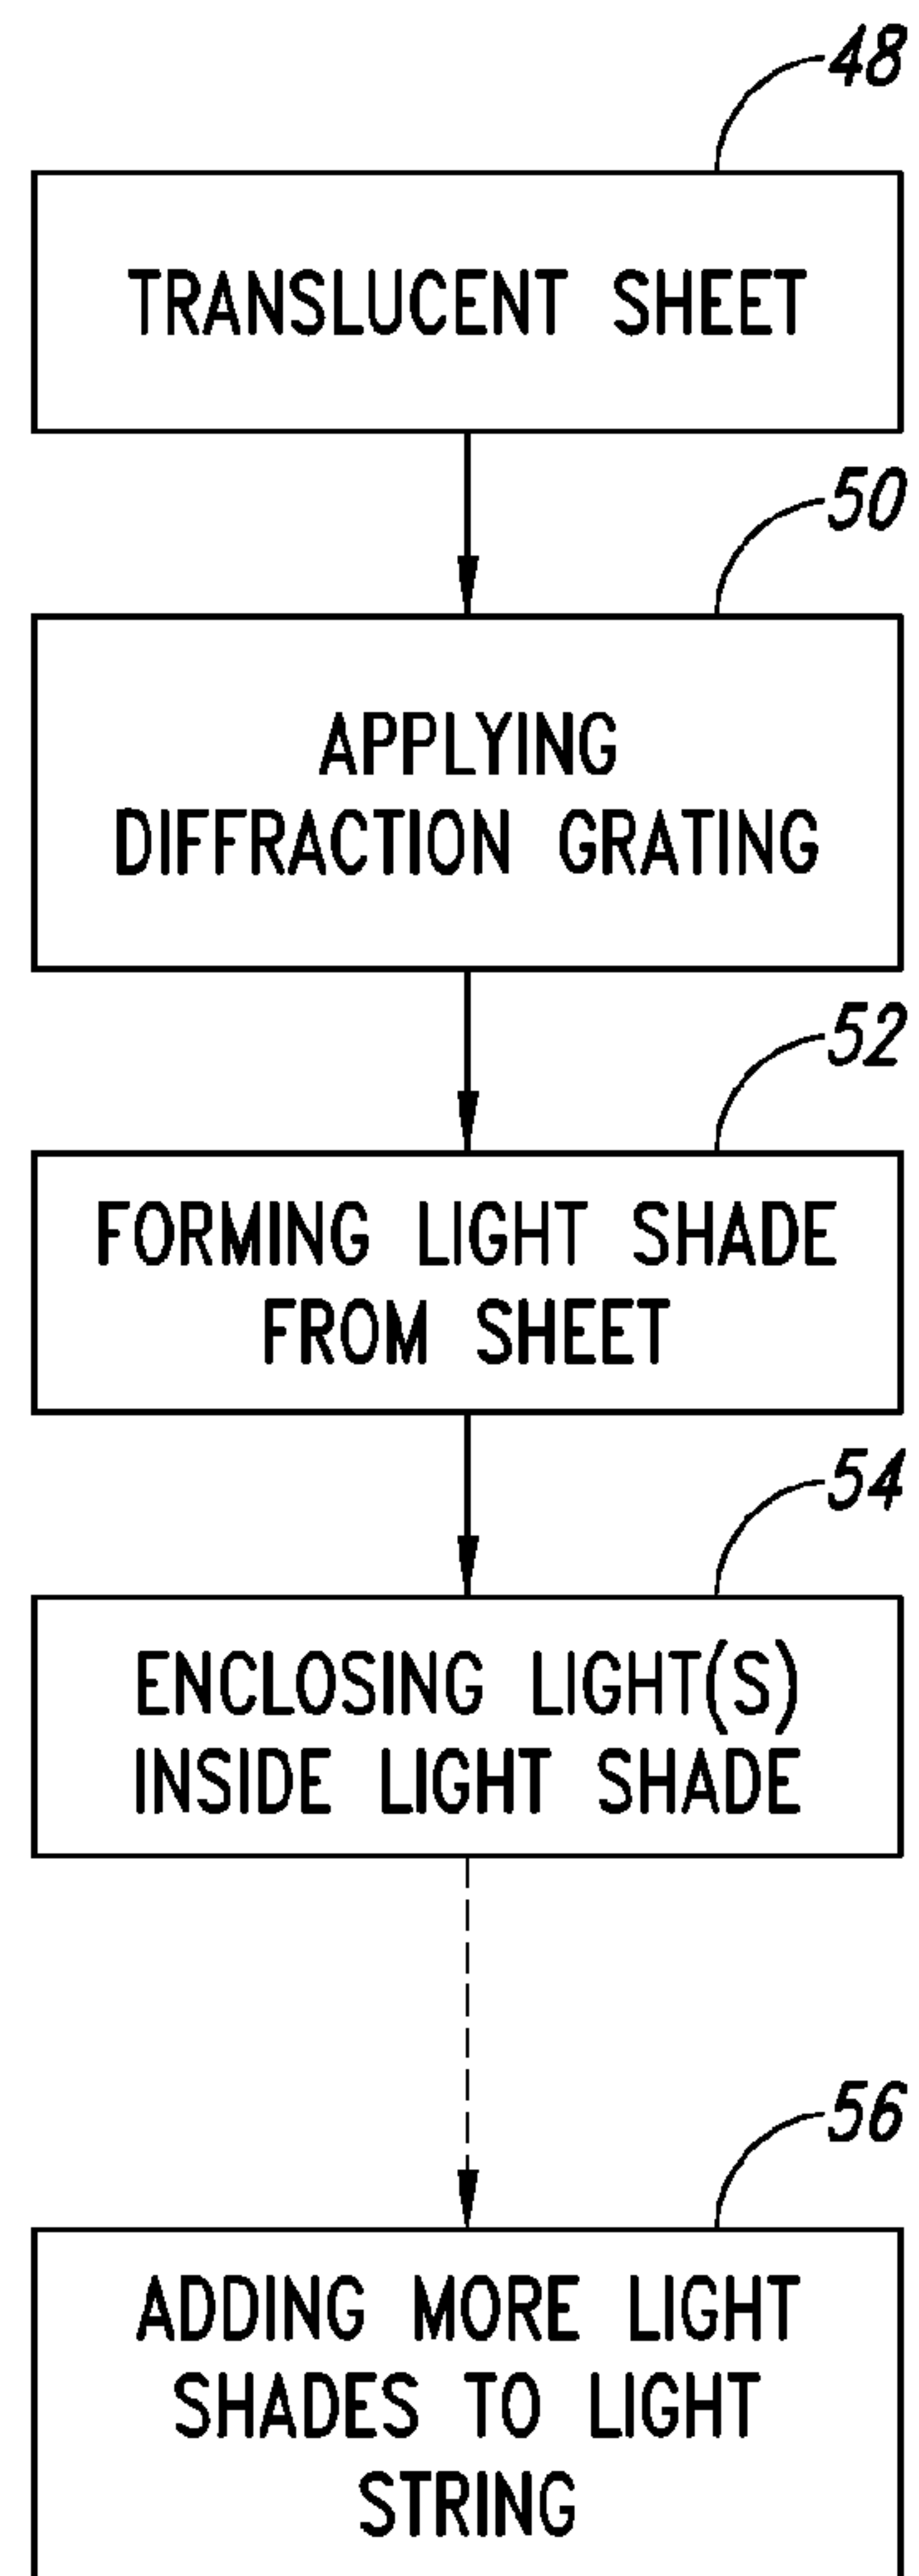 48
TRANSLUCENT SHEET
50
APPLYING
DIFFRACTION GRATING
52
FORMING LIGHT SHADE
FROM SHEET
54
ENCLOSING LIGHT(S)
INSIDE LIGHT SHADE
56
ADDING MORE LIGHT
SHADES TO LIGHT
STRING